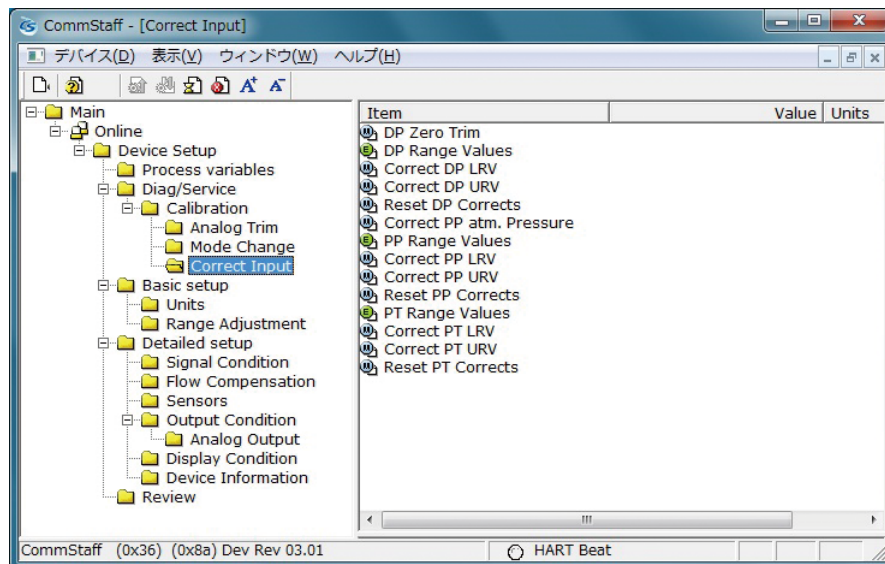 CommStaff - [Correct Input]
デバイス(D) 表示(V) ウィンドウ(W) ヘルプ(H)
Main
Online
Device Setup
Process variables
Diag/Service
Calibration
Analog Trim
Mode Change
Correct Input
Basic setup
Units
Range Adjustment
Detailed setup
Signal Condition
Flow Compensation
Sensors
Output Condition
Analog Output
Display Condition
Device Information
Review
Item Value Units
DP Zero Trim
DP Range Values
Correct DP LRV
Correct DP URV
Reset DP Corrects
Correct PP atm. Pressure
PP Range Values
Correct PP LRV
Correct PP URV
Reset PP Corrects
PT Range Values
Correct PT LRV
Correct PT URV
Reset PT Corrects
CommStaff (0x36) (0x8a) Dev Rev 03.01
HART Beat